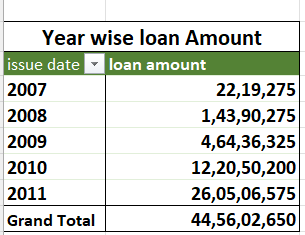 Year wise loan Amount
issue date loan amount
2007 22,19,275
2008 1,43,90,275
2009 4,64,36,325
2010 12,20,50,200
2011 26,05,06,575
Grand Total 44,56,02,650